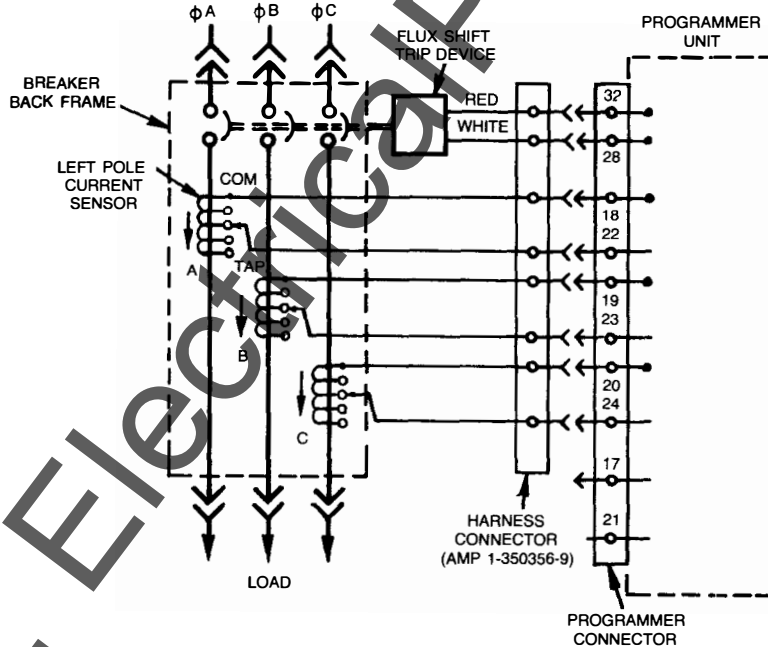 ϕA
ϕB
ϕC
FLUX SHIFT
TRIP DEVICE
PROGRAMMER
UNIT
BREAKER
BACK FRAME
RED
WHITE
32
28
LEFT POLE
CURRENT
SENSOR
COM
18
22
A
TAP
19
23
B
20
24
C
17
21
HARNESS
CONNECTOR
(AMP 1-350356-9)
LOAD
PROGRAMMER
CONNECTOR
Electrical